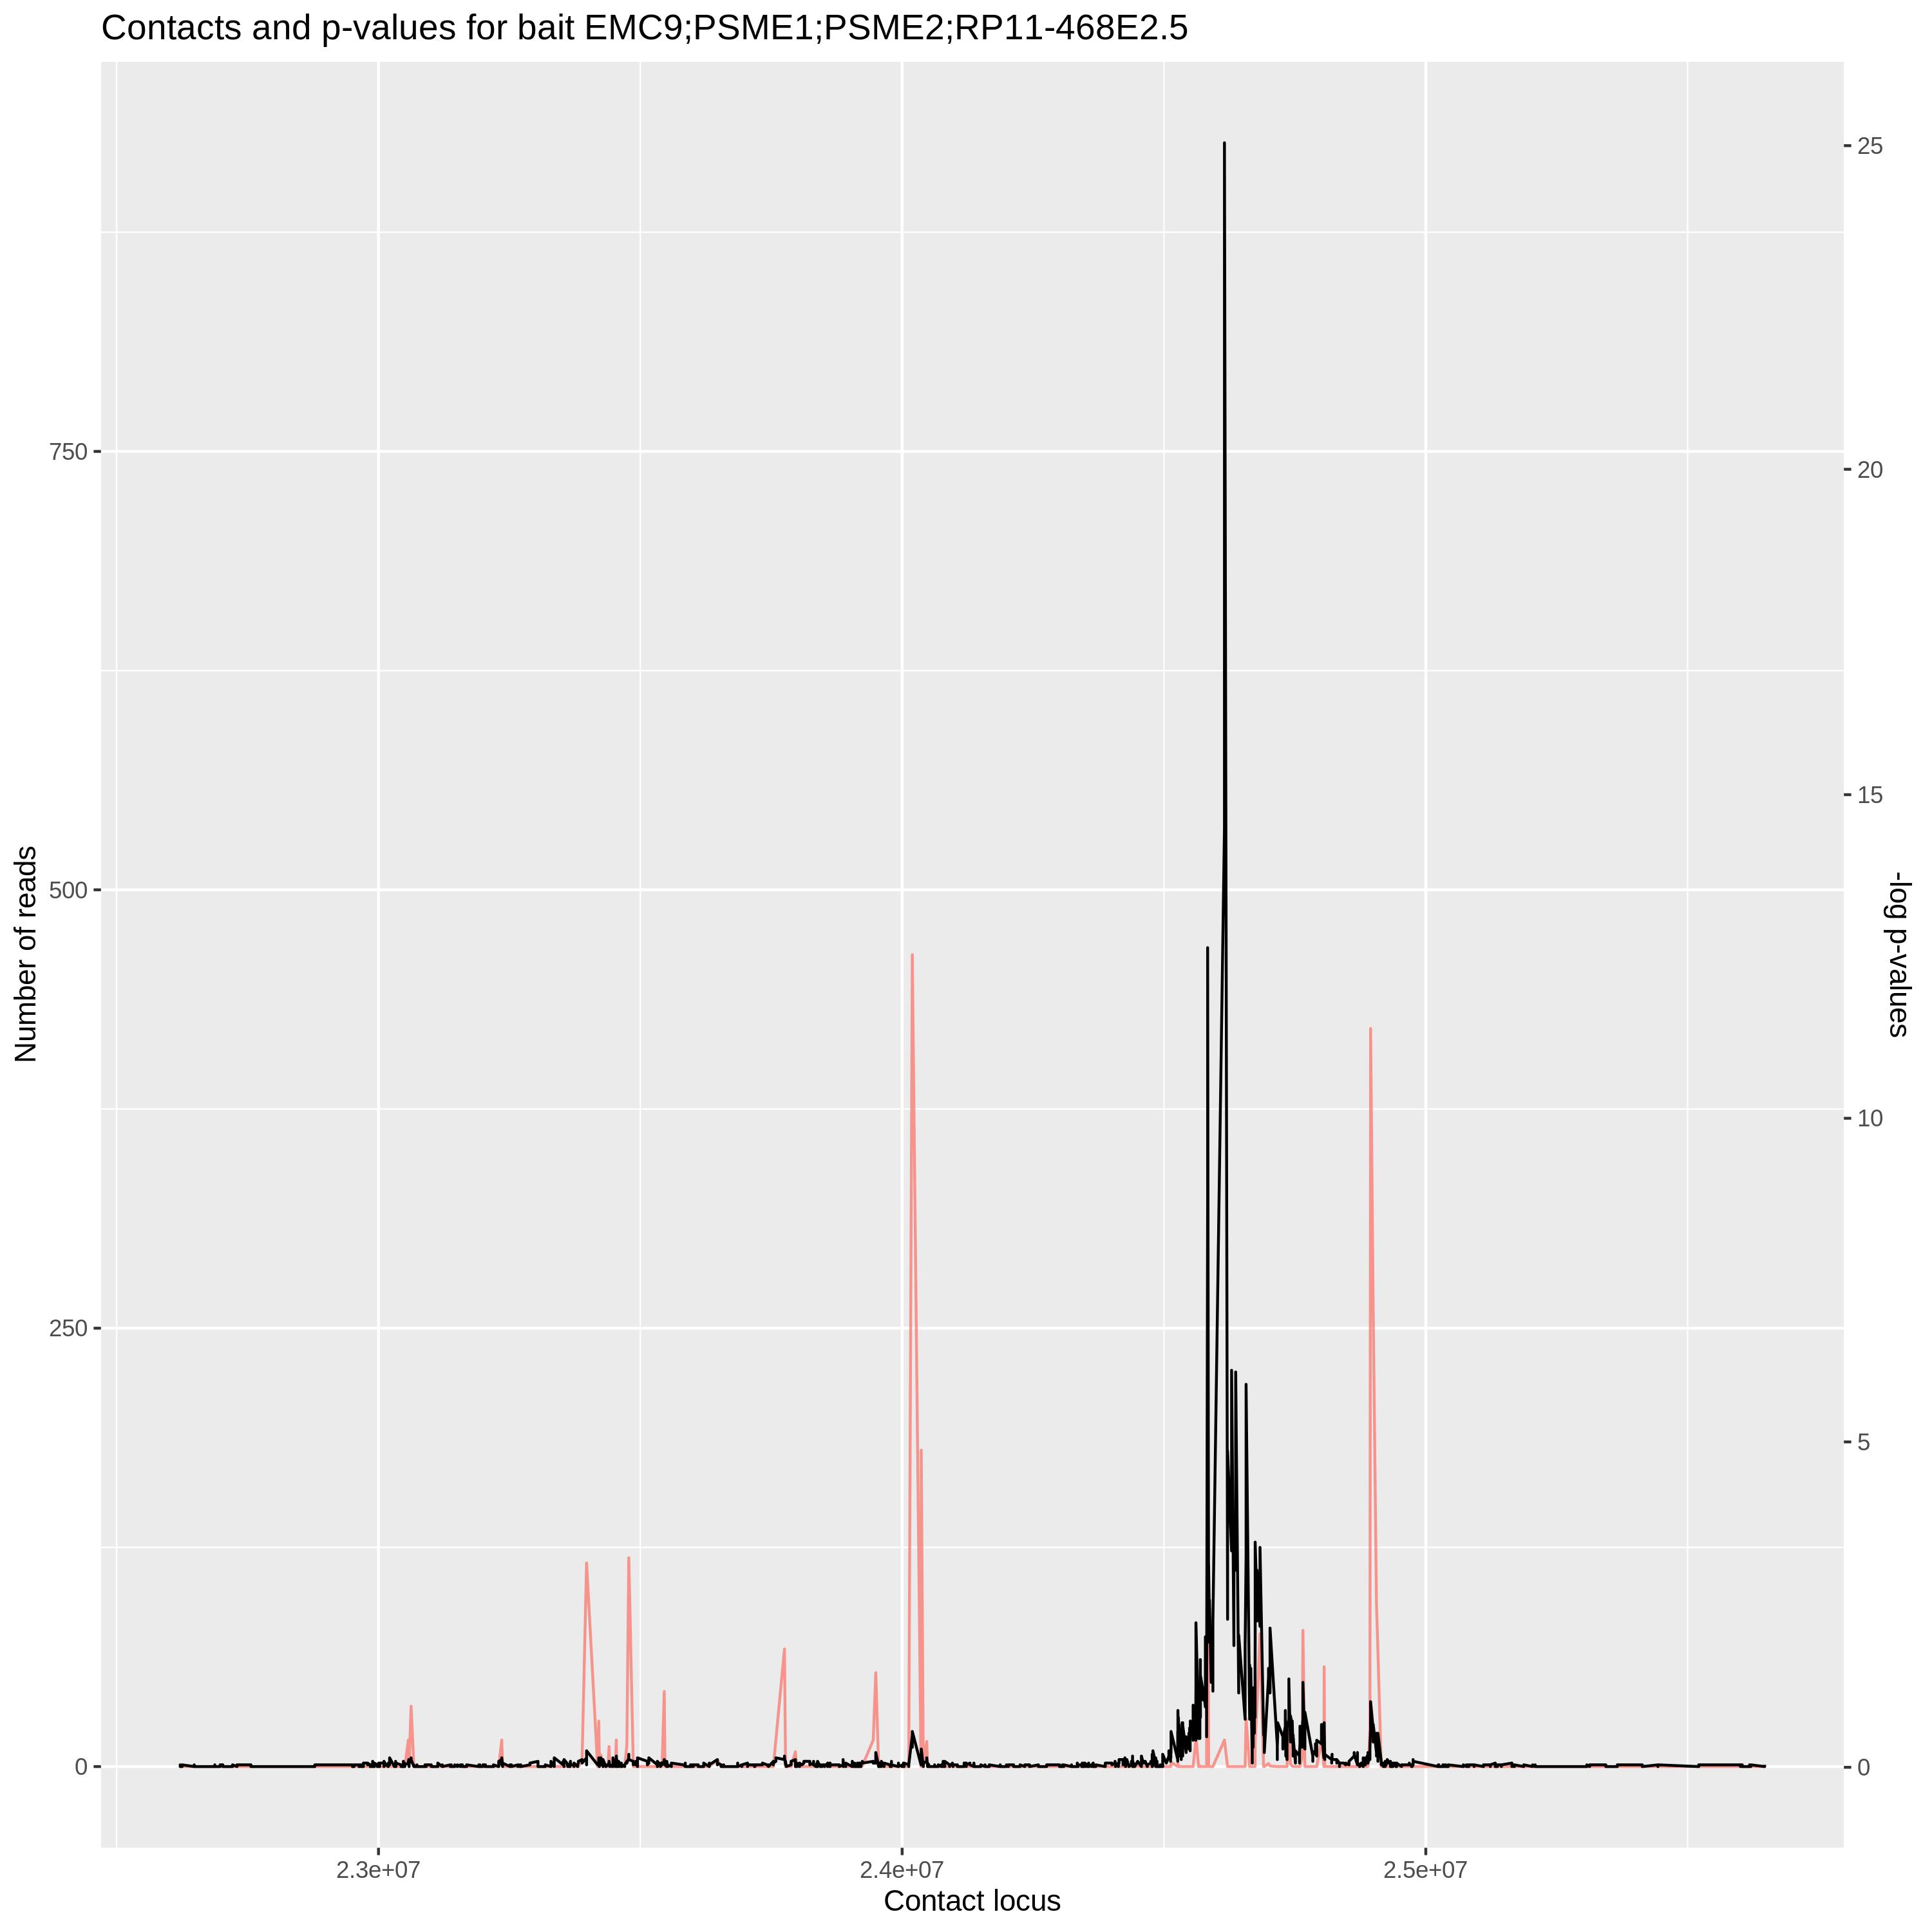 Contacts and p-values for bait EMC9;PSME1;PSME2;RP11-468E2.5
Number of reads
750
500
250
0
25
20
15
10
5
0
-log p-values
2.3e+07
2.4e+07
2.5e+07
Contact locus